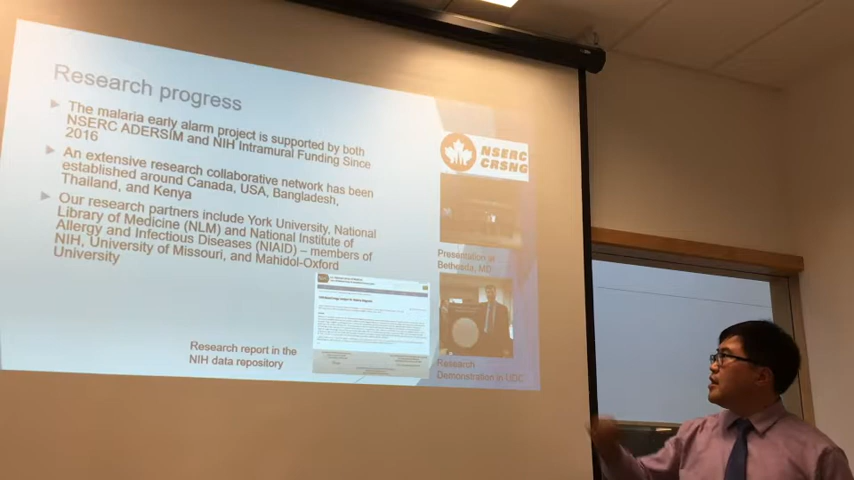 Research progress
The malaria early alarm project is supported by both
NSERC ADERSIM and NIH Intramural Funding Since
2016
An extensive research collaborative network has been
established around Canada, USA, Bangladesh,
Thailand, and Kenya
Our research partners include York University, National
Library of Medicine (NLM) and National Institute of
Allergy and Infectious Diseases (NIAID) – members of
NIH, University of Missouri, and Mahidol-Oxford
University
Research report in the
NIH data repository
NSERC
CRSNG
Presentation at
Bethesda, MD
Research
Demonstration in UDC